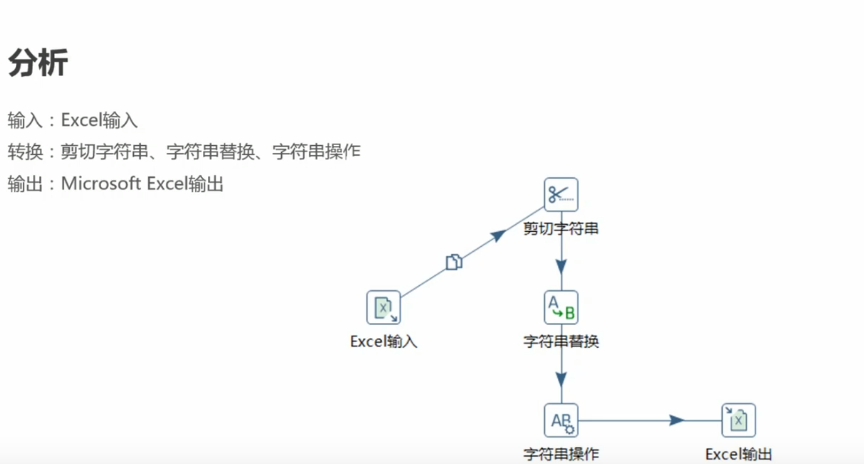 分析
输入：Excel输入
转换：剪切字符串、字符串替换、字符串操作
输出：Microsoft Excel输出
剪切字符串
X
Excel输入
A
B
字符串替换
AB
字符串操作
X
Excel输出